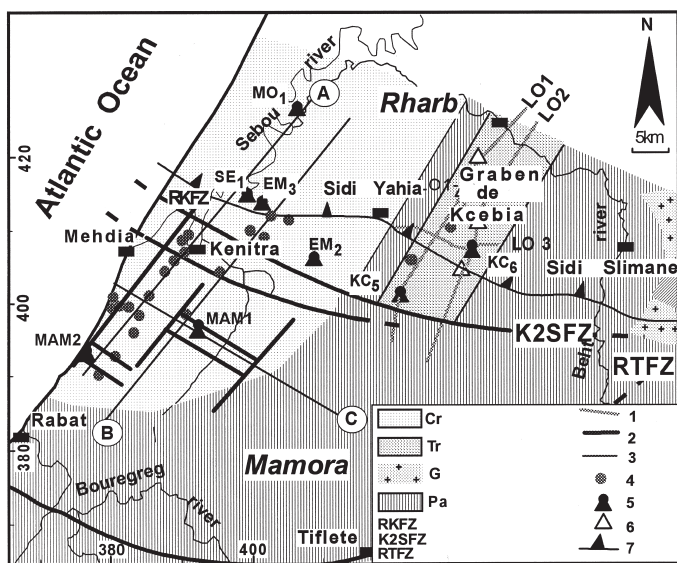 Atlantic Ocean
river
MO1
A
Sebou
Rharb
LO1
LO2
N
5km
420
SE1
EM3
RKFZ
Sidi Yahia
LO1
Graben
de
Kcebia
river
Mehdia
Kenitra
EM2
LO 3
KC6
KC5
Sidi Slimane
400
MAM1
MAM2
K2SFZ
Beht
RTFZ
Rabat
B
C
380
Mamora
Bouregreg
river
Tiflete
380
400
Cr
Tr
G
Pa
RKFZ
K2SFZ
RTFZ
1
2
3
4
5
6
7